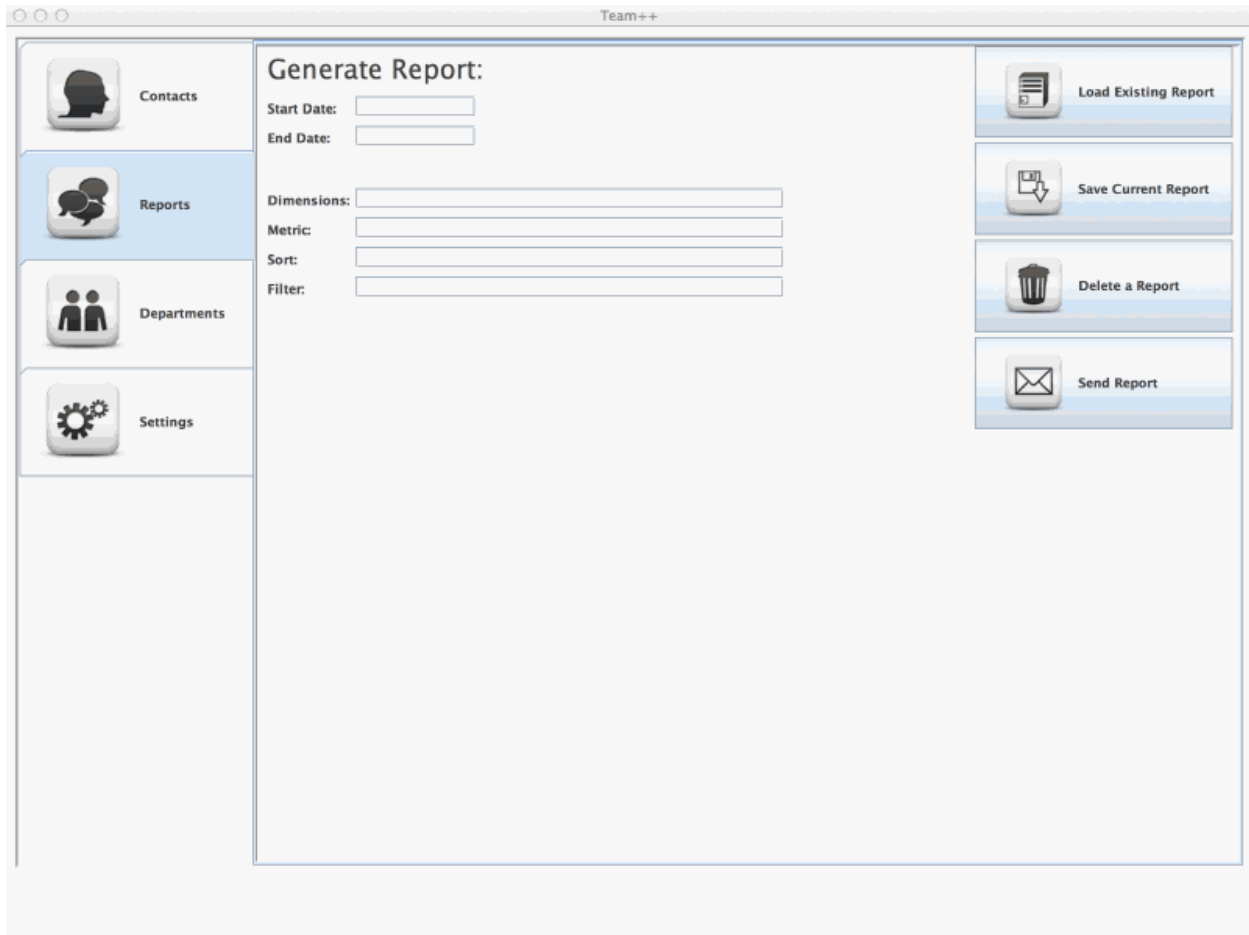 Team++
Contacts
Reports
Departments
Settings
Generate Report:
Start Date:
End Date:
Dimensions:
Metric:
Sort:
Filter:
Load Existing Report
Save Current Report
Delete a Report
Send Report